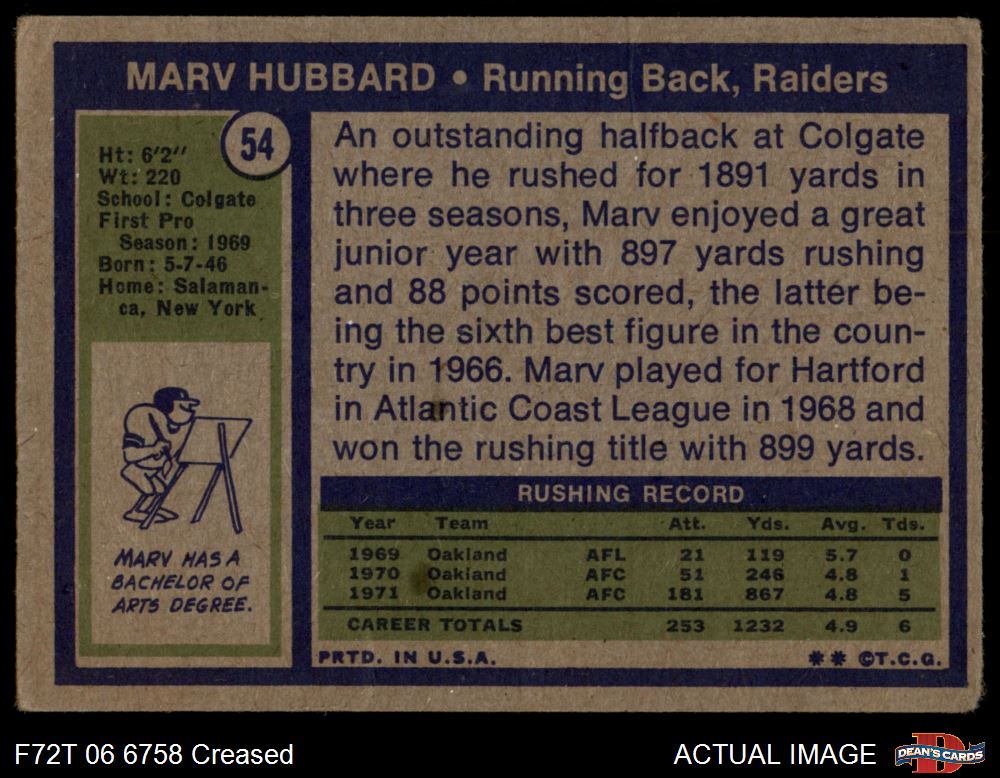 MARV HUBBARD • Running Back, Raiders
54
Ht: 6'2"
Wt: 220
School: Colgate
First Pro
Season: 1969
Born: 5-7-46
Home: Salaman-
ca, New York
MARV HAS A
BACHELOR OF
ARTS DEGREE.
An outstanding halfback at Colgate
where he rushed for 1891 yards in
three seasons, Marv enjoyed a great
junior year with 897 yards rushing
and 88 points scored, the latter be-
ing the sixth best figure in the coun-
try in 1966. Marv played for Hartford
in Atlantic Coast League in 1968 and
won the rushing title with 899 yards.
RUSHING RECORD
Year Team Att. Yds. Avg. Tds.
1969 Oakland AFL 21 119 5.7 0
1970 Oakland AFC 51 246 4.8 1
1971 Oakland AFC 181 867 4.8 5
CAREER TOTALS 253 1232 4.9 6
PRTD. IN U.S.A. ** ©T.C.G.
F72T 06 6758 Creased ACTUAL IMAGE
DEAN'S CARDS